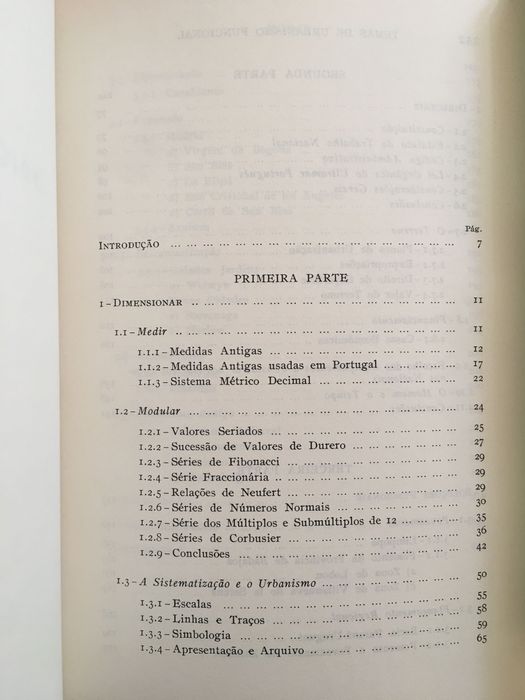 Pág.
INTRODUÇÃO ... ... ... ... ... ... ... ... ... ... ... ... ... ... ... ... ... ... 7
PRIMEIRA PARTE
1 - DIMENSIONAR ... ... ... ... ... ... ... ... ... ... ... ... ... ... ... ... ... 11
1.1 - Medir ... ... ... ... ... ... ... ... ... ... ... ... ... ... ... ... ... 11
1.1.1 - Medidas Antigas ... ... ... ... ... ... ... ... ... ... ... ... 12
1.1.2 - Medidas Antigas usadas em Portugal ... ... ... ... ... 17
1.1.3 - Sistema Métrico Decimal ... ... ... ... ... ... ... ... ... 22
1.2 - Modular ... ... ... ... ... ... ... ... ... ... ... ... ... ... ... ... 24
1.2.1 - Valores Seriados ... ... ... ... ... ... ... ... ... ... ... ... 25
1.2.2 - Sucessão de Valores de Durero ... ... ... ... ... ... ... 27
1.2.3 - Séries de Fibonacci ... ... ... ... ... ... ... ... ... ... ... 29
1.2.4 - Série Fraccionária ... ... ... ... ... ... ... ... ... ... ... 29
1.2.5 - Relações de Neufert ... ... ... ... ... ... ... ... ... ... ... 29
1.2.6 - Séries de Números Normais ... ... ... ... ... ... ... ... 30
1.2.7 - Série dos Múltiplos e Submúltiplos de 12 ... ... ... ... 35
1.2.8 - Séries de Corbusier ... ... ... ... ... ... ... ... ... ... ... 36
1.2.9 - Conclusões ... ... ... ... ... ... ... ... ... ... ... ... ... 42
1.3 - A Sistematização e o Urbanismo ... ... ... ... ... ... ... ... ... 50
1.3.1 - Escalas ... ... ... ... ... ... ... ... ... ... ... ... ... ... 55
1.3.2 - Linhas e Traços ... ... ... ... ... ... ... ... ... ... ... ... 58
1.3.3 - Simbologia ... ... ... ... ... ... ... ... ... ... ... ... ... 59
1.3.4 - Apresentação e Arquivo ... ... ... ... ... ... ... ... ... ... 65